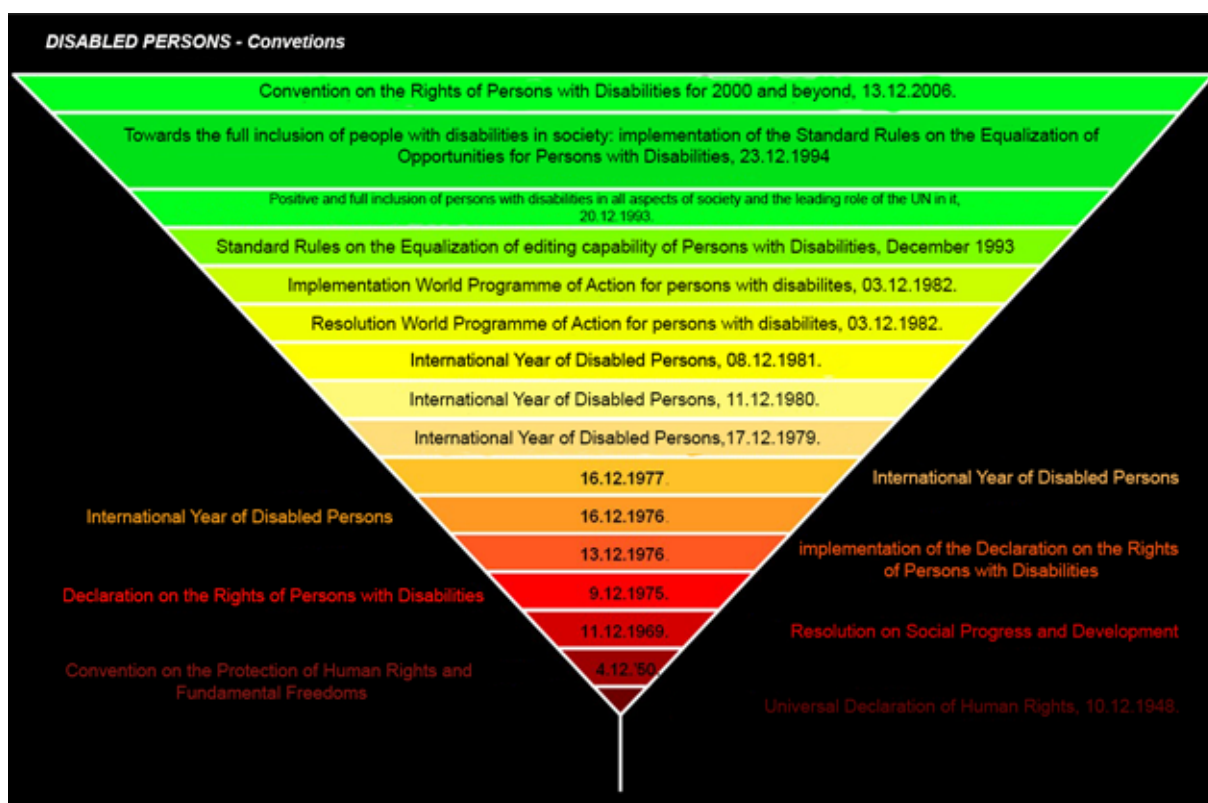 DISABLED PERSONS - Convetions
Convention on the Rights of Persons with Disabilities for 2000 and beyond, 13.12.2006.
Towards the full inclusion of people with disabilities in society: implementation of the Standard Rules on the Equalization of
Opportunities for Persons with Disabilities, 23.12.1994
Positive and full inclusion of persons with disabilities in all aspects of society and the leading role of the UN in it,
20.12.1993.
Standard Rules on the Equalization of editing capability of Persons with Disabilities, December 1993
Implementation World Programme of Action for persons with disabilites, 03.12.1982.
Resolution World Programme of Action for persons with disabilites, 03.12.1982.
International Year of Disabled Persons, 08.12.1981.
International Year of Disabled Persons, 11.12.1980.
International Year of Disabled Persons,17.12.1979.
16.12.1977.
International Year of Disabled Persons
International Year of Disabled Persons
16.12.1976.
13.12.1976.
implementation of the Declaration on the Rights
of Persons with Disabilities
Declaration on the Rights of Persons with Disabilities
9.12.1975.
11.12.1969.
Resolution on Social Progress and Development
Convention on the Protection of Human Rights and
Fundamental Freedoms
4.12.'50.
Universal Declaration of Human Rights, 10.12.1948.